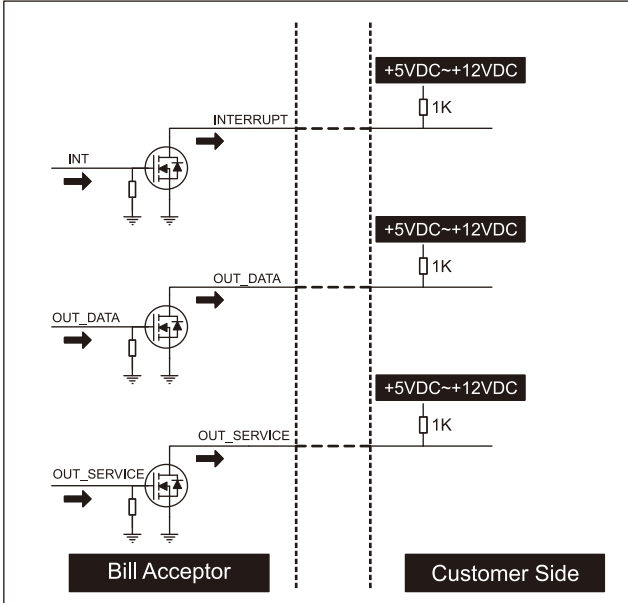 +5VDC~+12VDC
1K
INTERRUPT
INT
+5VDC~+12VDC
1K
OUT_DATA
OUT_DATA
+5VDC~+12VDC
1K
OUT_SERVICE
OUT_SERVICE
Bill Acceptor
Customer Side